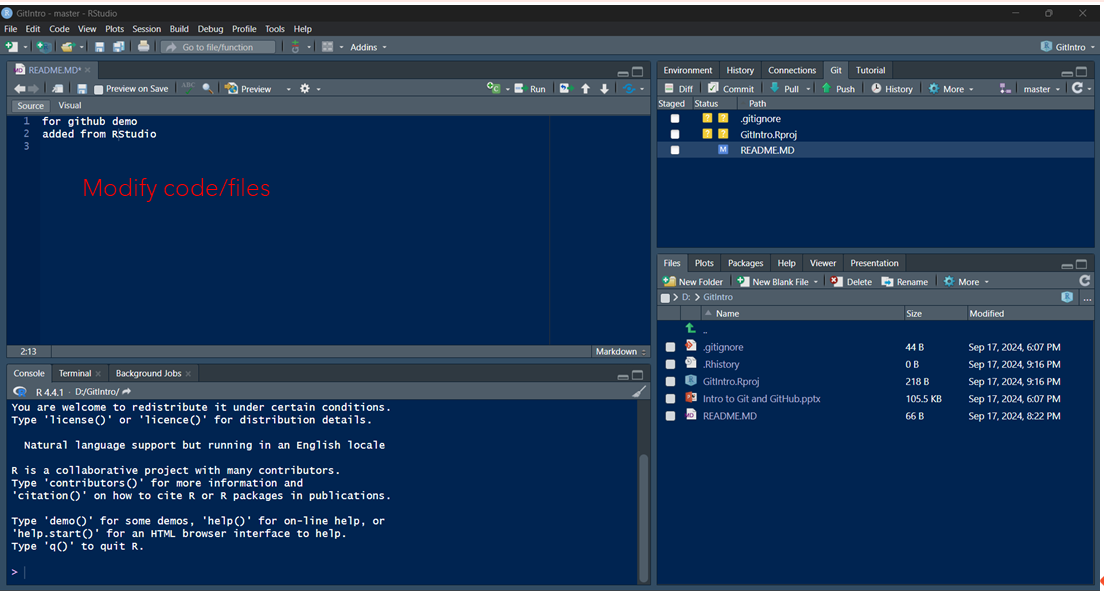 GitIntro - master - RStudio
File Edit Code View Plots Session Build Debug Profile Tools Help
Go to file/function Addins GitIntro
README.MD*
Preview on Save ABC Preview Run
Source Visual
1 for github demo
2 added from RStudio
3
Modify code/files
2:13 Markdown
Console Terminal Background Jobs
R 4.4.1 · D:/GitIntro/
You are welcome to redistribute it under certain conditions.
Type 'license()' or 'licence()' for distribution details.
Natural language support but running in an English locale
R is a collaborative project with many contributors.
Type 'contributors()' for more information and
'citation()' on how to cite R or R packages in publications.
Type 'demo()' for some demos, 'help()' for on-line help, or
'help.start()' for an HTML browser interface to help.
Type 'q()' to quit R.
>
Environment History Connections Git Tutorial
Diff Commit Pull Push History More master
Staged Status Path
? ? .gitignore
? ? GitIntro.Rproj
M README.MD
Files Plots Packages Help Viewer Presentation
New Folder New Blank File Delete Rename More
D: GitIntro ...
Name Size Modified
..
.gitignore 44 B Sep 17, 2024, 6:07 PM
.Rhistory 0 B Sep 17, 2024, 9:16 PM
GitIntro.Rproj 218 B Sep 17, 2024, 9:16 PM
Intro to Git and GitHub.pptx 105.5 KB Sep 17, 2024, 6:07 PM
README.MD 66 B Sep 17, 2024, 8:22 PM